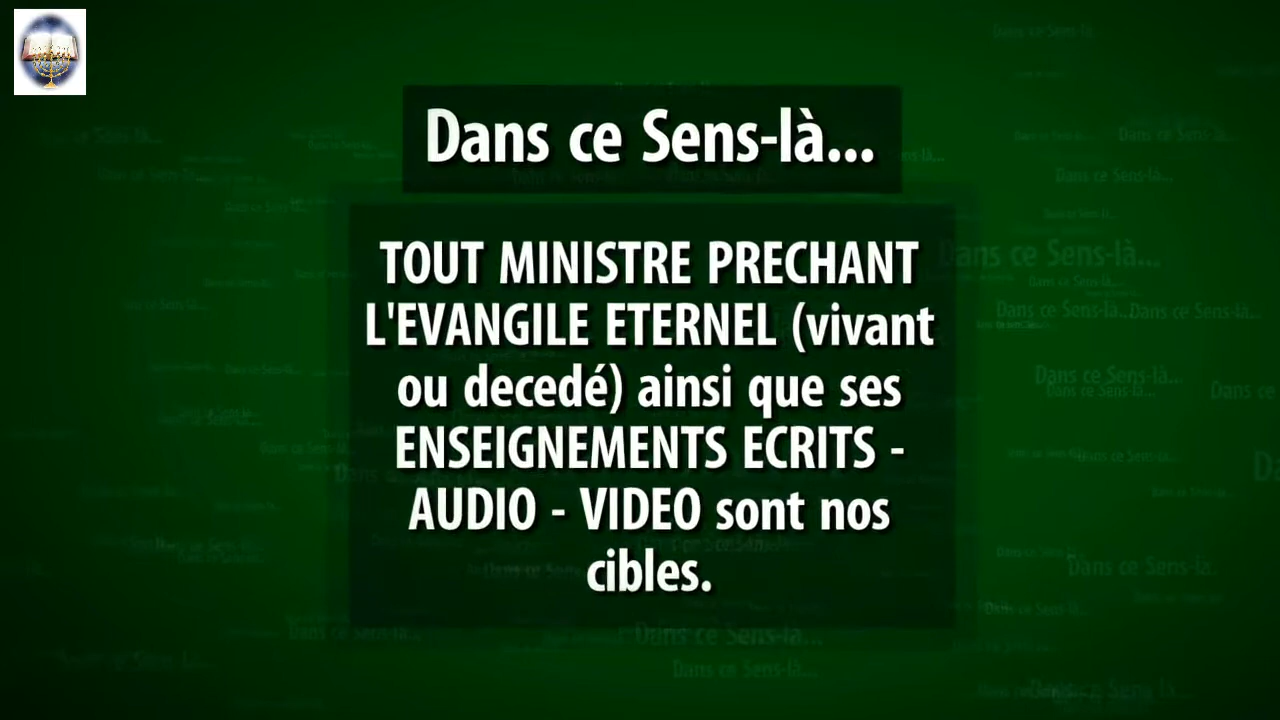 Dans ce Sens-là...
TOUT MINISTRE PRECHANT
L'EVANGILE ETERNEL (vivant
ou decedé) ainsi que ses
ENSEIGNEMENTS ECRITS -
AUDIO - VIDEO sont nos
cibles.